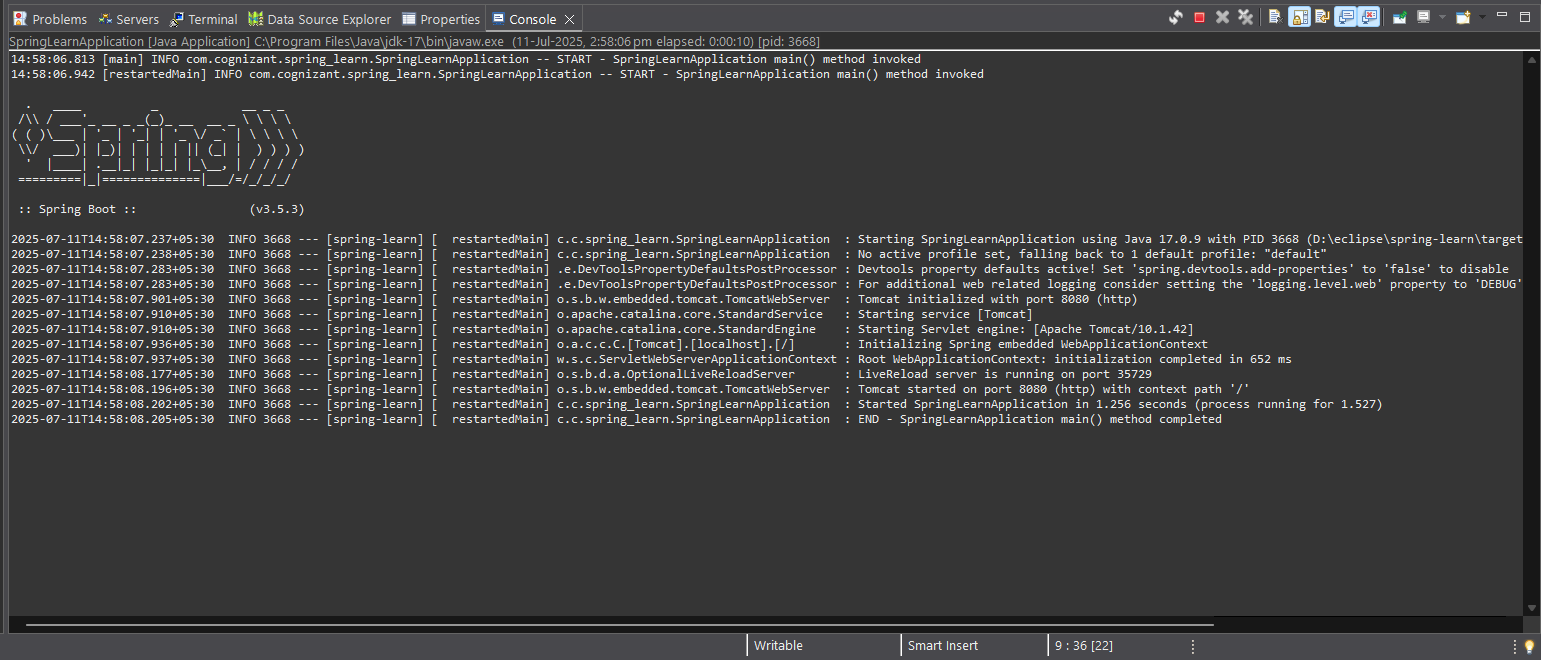 Problems Servers Terminal Data Source Explorer Properties Console
SpringLearnApplication [Java Application] C:\Program Files\Java\jdk-17\bin\javaw.exe (11-Jul-2025, 2:58:06 pm elapsed: 0:00:10) [pid: 3668]
14:58:06.813 [main] INFO com.cognizant.spring_learn.SpringLearnApplication -- START - SpringLearnApplication main() method invoked
14:58:06.942 [restartedMain] INFO com.cognizant.spring_learn.SpringLearnApplication -- START - SpringLearnApplication main() method invoked
Spring
:: Spring Boot :: (v3.5.3)
2025-07-11T14:58:07.237+05:30 INFO 3668 --- [spring-learn] [ restartedMain] c.c.spring_learn.SpringLearnApplication : Starting SpringLearnApplication using Java 17.0.9 with PID 3668 (D:\eclipse\spring-learn\target
2025-07-11T14:58:07.238+05:30 INFO 3668 --- [spring-learn] [ restartedMain] c.c.spring_learn.SpringLearnApplication : No active profile set, falling back to 1 default profile: "default"
2025-07-11T14:58:07.283+05:30 INFO 3668 --- [spring-learn] [ restartedMain] .e.DevToolsPropertyDefaultsPostProcessor : Devtools property defaults active! Set 'spring.devtools.add-properties' to 'false' to disable
2025-07-11T14:58:07.283+05:30 INFO 3668 --- [spring-learn] [ restartedMain] .e.DevToolsPropertyDefaultsPostProcessor : For additional web related logging consider setting the 'logging.level.web' property to 'DEBUG'
2025-07-11T14:58:07.901+05:30 INFO 3668 --- [spring-learn] [ restartedMain] o.s.b.w.embedded.tomcat.TomcatWebServer : Tomcat initialized with port 8080 (http)
2025-07-11T14:58:07.910+05:30 INFO 3668 --- [spring-learn] [ restartedMain] o.apache.catalina.core.StandardService : Starting service [Tomcat]
2025-07-11T14:58:07.910+05:30 INFO 3668 --- [spring-learn] [ restartedMain] o.apache.catalina.core.StandardEngine : Starting Servlet engine: [Apache Tomcat/10.1.42]
2025-07-11T14:58:07.936+05:30 INFO 3668 --- [spring-learn] [ restartedMain] o.a.c.c.C.[Tomcat].[localhost].[/] : Initializing Spring embedded WebApplicationContext
2025-07-11T14:58:07.937+05:30 INFO 3668 --- [spring-learn] [ restartedMain] w.s.c.ServletWebServerApplicationContext : Root WebApplicationContext: initialization completed in 652 ms
2025-07-11T14:58:08.177+05:30 INFO 3668 --- [spring-learn] [ restartedMain] o.s.b.d.a.OptionalLiveReloadServer : LiveReload server is running on port 35729
2025-07-11T14:58:08.196+05:30 INFO 3668 --- [spring-learn] [ restartedMain] o.s.b.w.embedded.tomcat.TomcatWebServer : Tomcat started on port 8080 (http) with context path '/'
2025-07-11T14:58:08.202+05:30 INFO 3668 --- [spring-learn] [ restartedMain] c.c.spring_learn.SpringLearnApplication : Started SpringLearnApplication in 1.256 seconds (process running for 1.527)
2025-07-11T14:58:08.205+05:30 INFO 3668 --- [spring-learn] [ restartedMain] c.c.spring_learn.SpringLearnApplication : END - SpringLearnApplication main() method completed
Writable Smart Insert 9 : 36 [22]